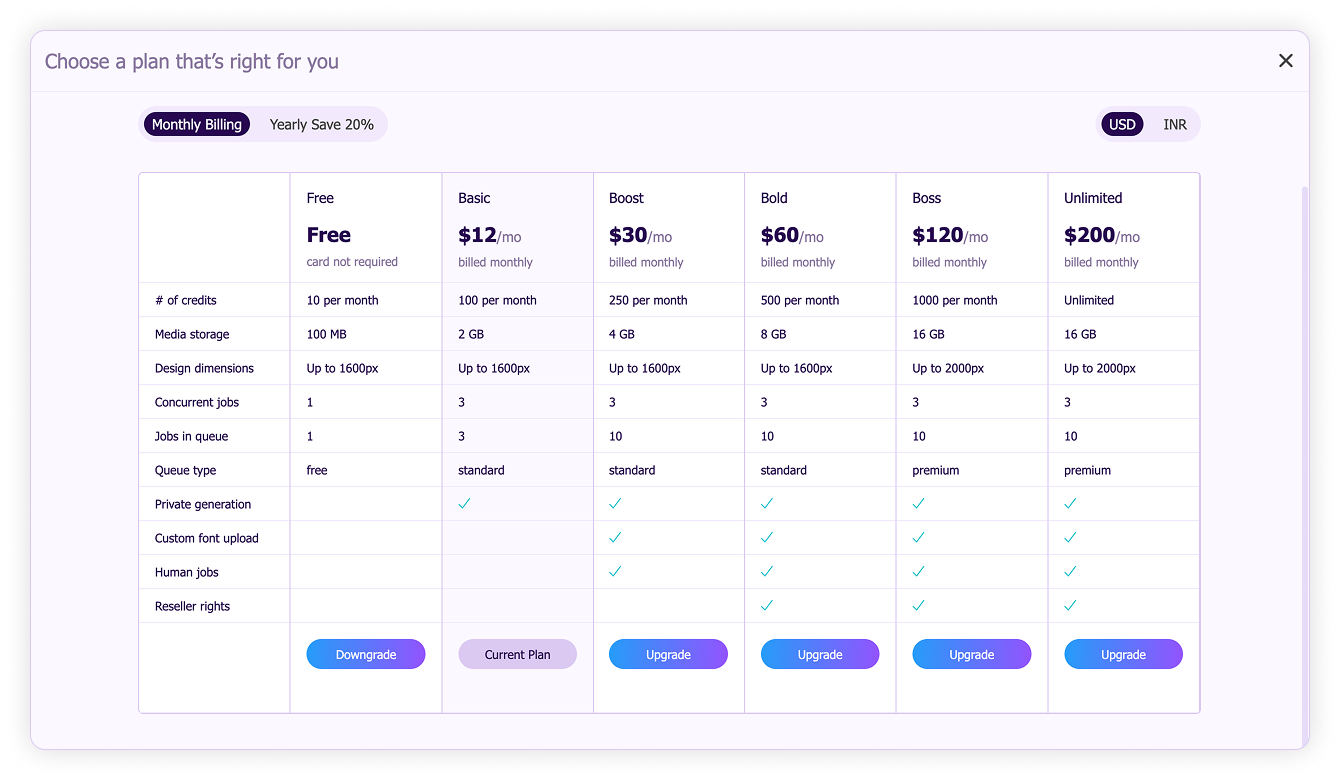 Choose a plan that’s right for you
Monthly Billing Yearly Save 20% USD INR
Free Basic Boost Bold Boss Unlimited
Free $12/mo $30/mo $60/mo $120/mo $200/mo
card not required billed monthly billed monthly billed monthly billed monthly billed monthly
# of credits 10 per month 100 per month 250 per month 500 per month 1000 per month Unlimited
Media storage 100 MB 2 GB 4 GB 8 GB 16 GB 16 GB
Design dimensions Up to 1600px Up to 1600px Up to 1600px Up to 1600px Up to 2000px Up to 2000px
Concurrent jobs 1 3 3 3 3 3
Jobs in queue 1 3 10 10 10 10
Queue type free standard standard standard premium premium
Private generation
Custom font upload
Human jobs
Reseller rights
Downgrade Current Plan Upgrade Upgrade Upgrade Upgrade